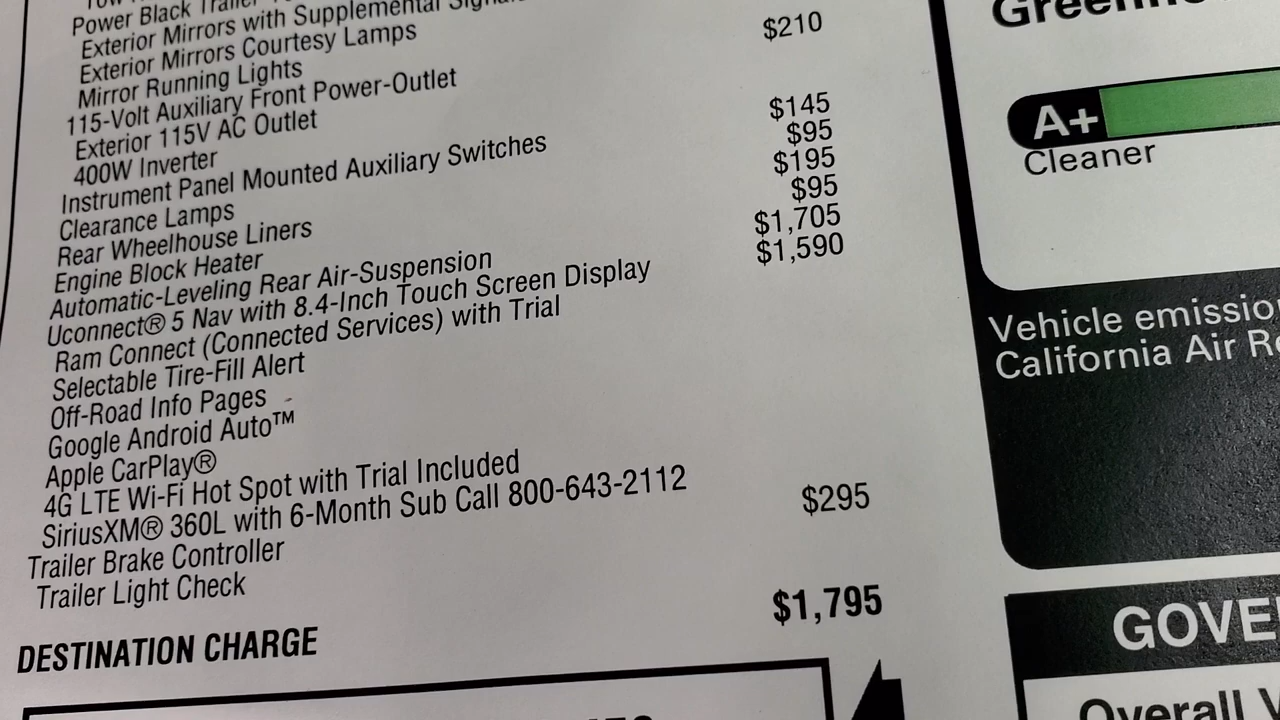 Power Black Trailer
Exterior Mirrors with Supplemental
Exterior Mirrors Courtesy Lamps
Mirror Running Lights
115-Volt Auxiliary Front Power-Outlet $210
Exterior 115V AC Outlet
400W Inverter
Instrument Panel Mounted Auxiliary Switches $145
Clearance Lamps $95
Rear Wheelhouse Liners $195
Engine Block Heater $95
Automatic-Leveling Rear Air-Suspension $1,705
Uconnect® 5 Nav with 8.4-Inch Touch Screen Display $1,590
Ram Connect (Connected Services) with Trial
Selectable Tire-Fill Alert
Off-Road Info Pages
Google Android Auto™
Apple CarPlay®
4G LTE Wi-Fi Hot Spot with Trial Included
SiriusXM® 360L with 6-Month Sub Call 800-643-2112
Trailer Brake Controller $295
Trailer Light Check
DESTINATION CHARGE $1,795
A+
Cleaner
Vehicle emissio
California Air R
GOVE
Overall V